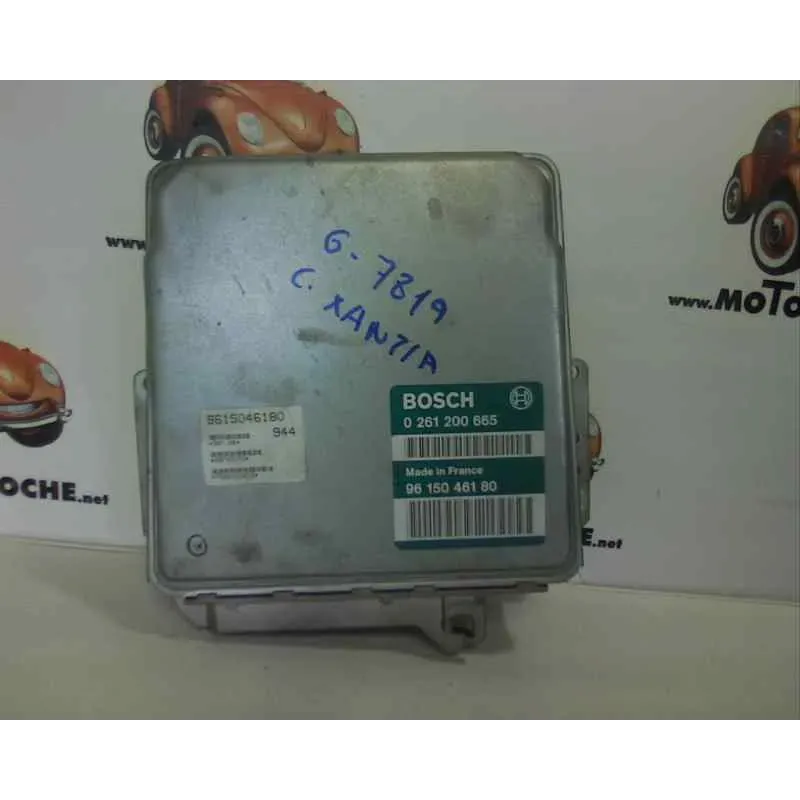 www.
www.MOTO
6-7819
C. XANTIA
BOSCH
0 261 200 665
9615046180
944
Made in France
96 150 461 80
OCHE.net
E.net